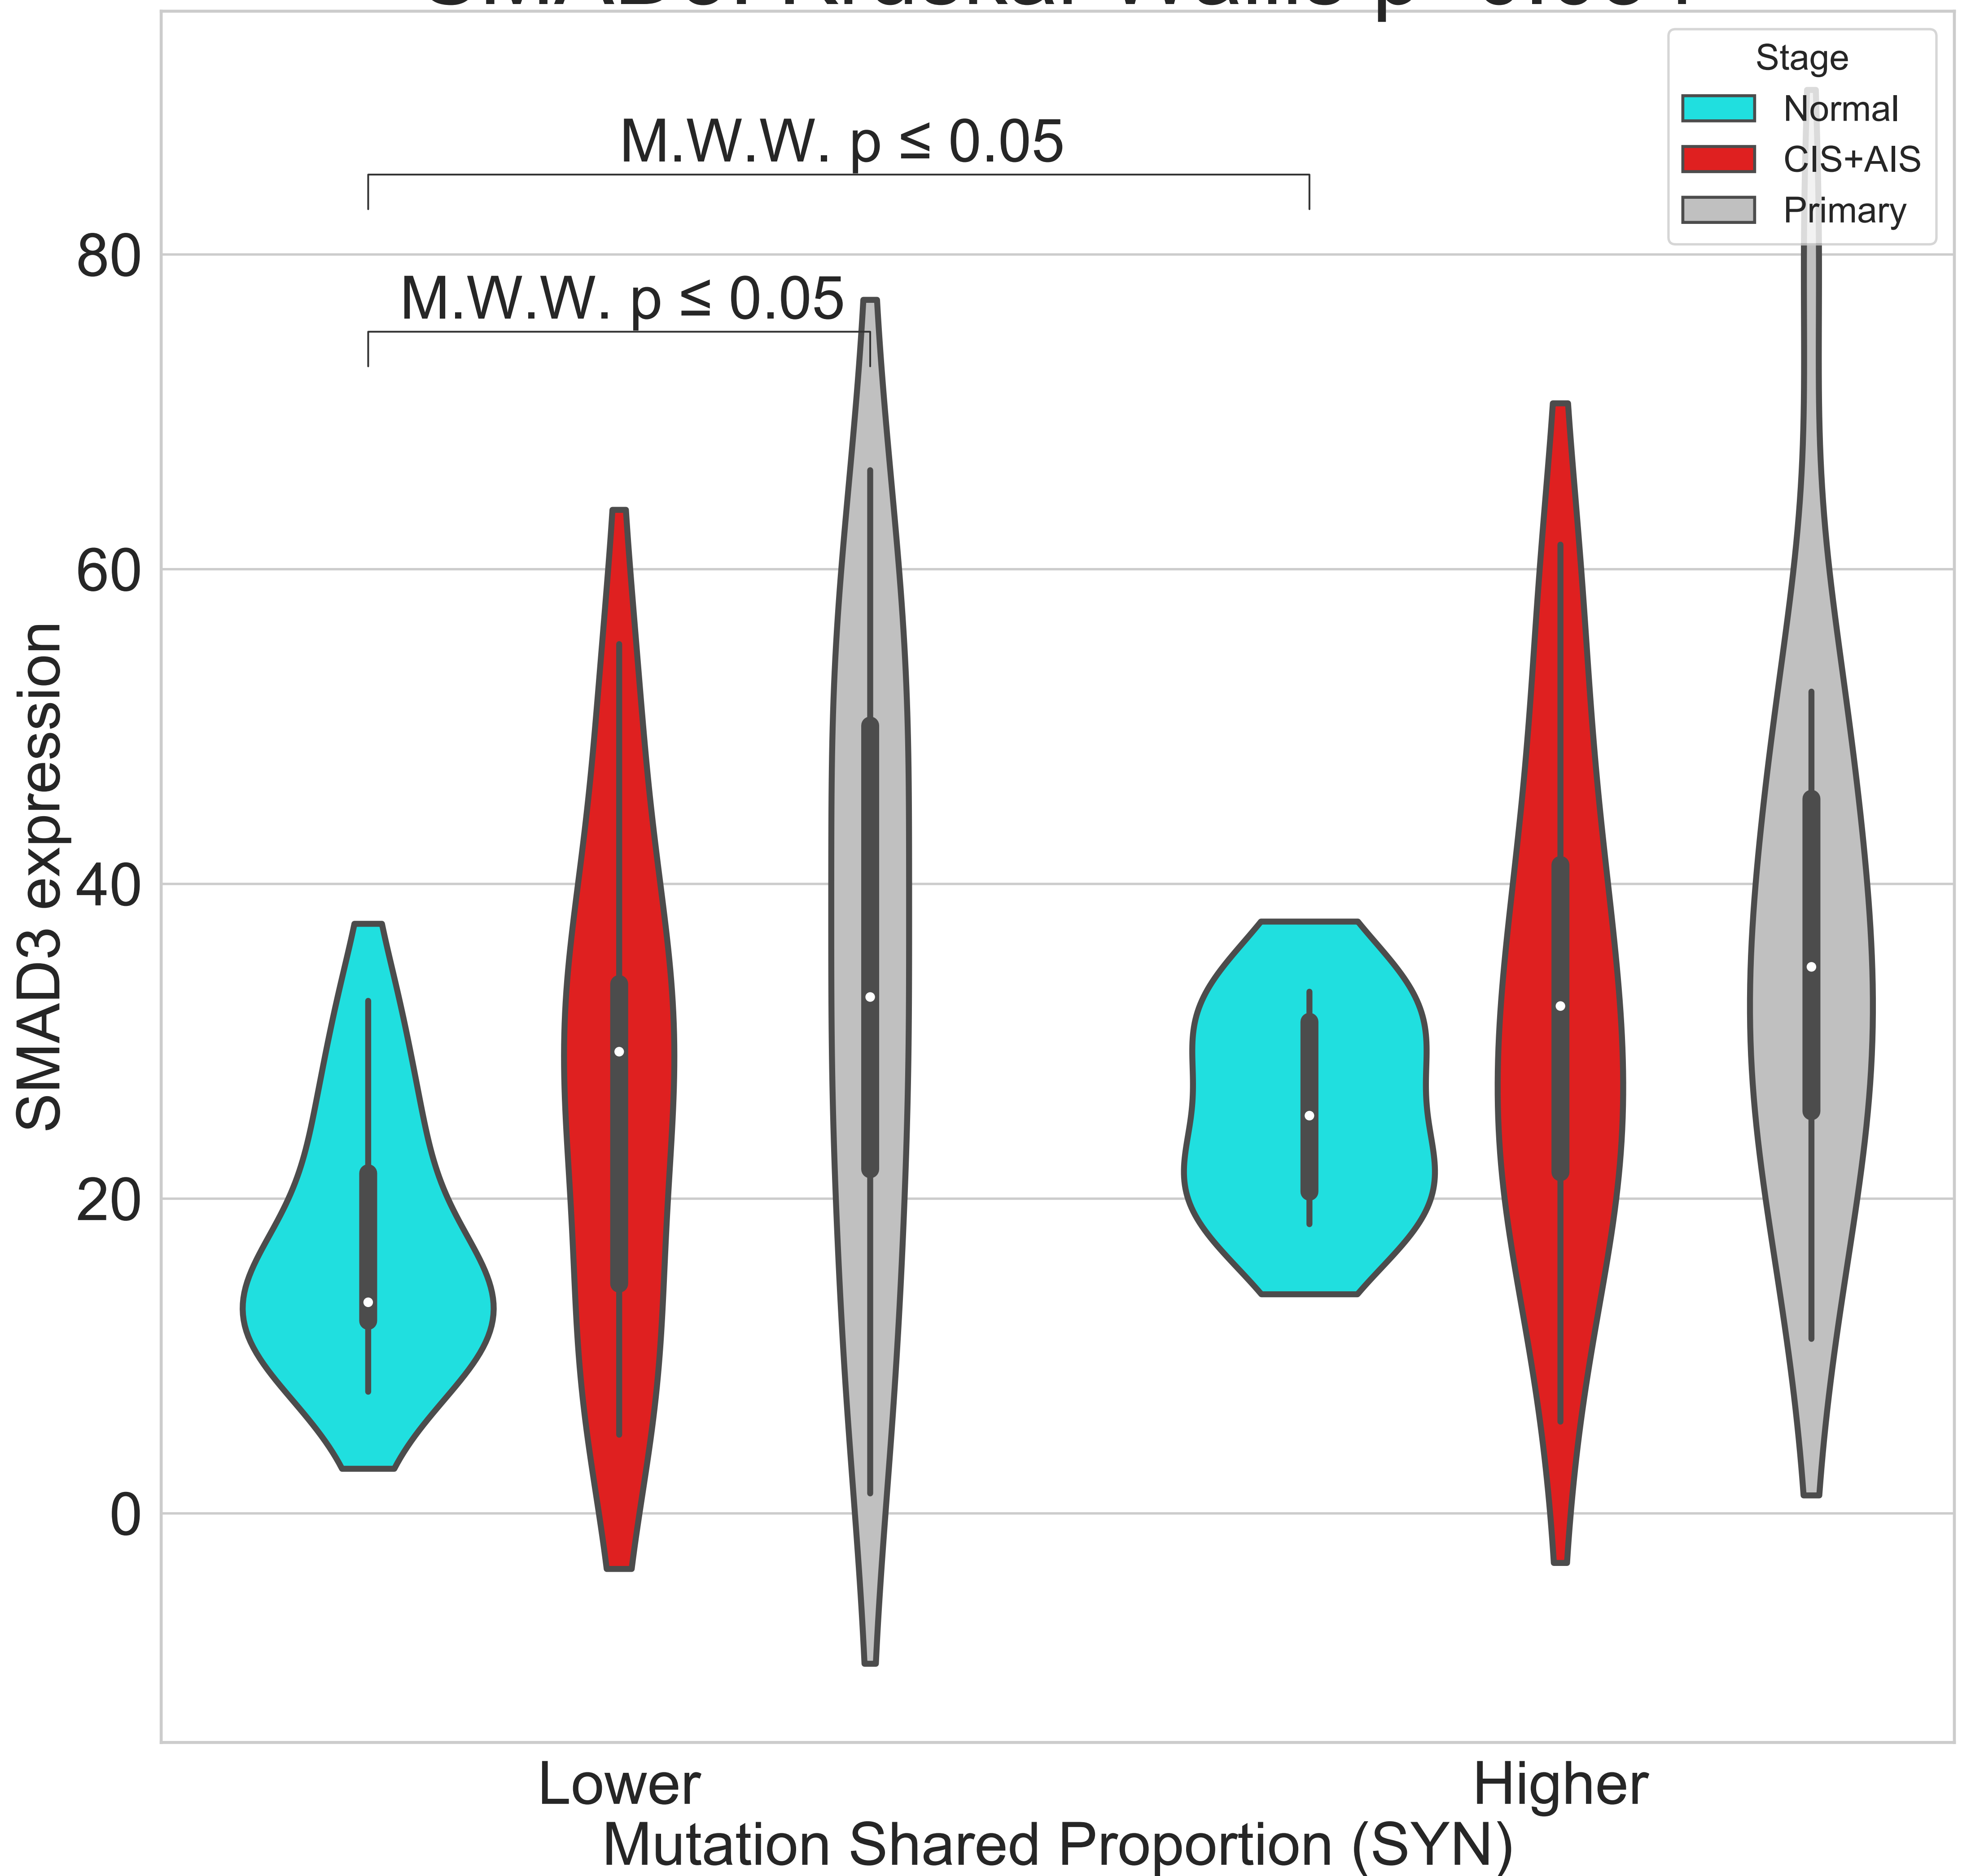 Stage
Normal
CIS+AIS
Primary
M.W.W. p ≤ 0.05
M.W.W. p ≤ 0.05
80
60
40
20
0
SMAD3 expression
Lower
Higher
Mutation Shared Proportion (SYN)